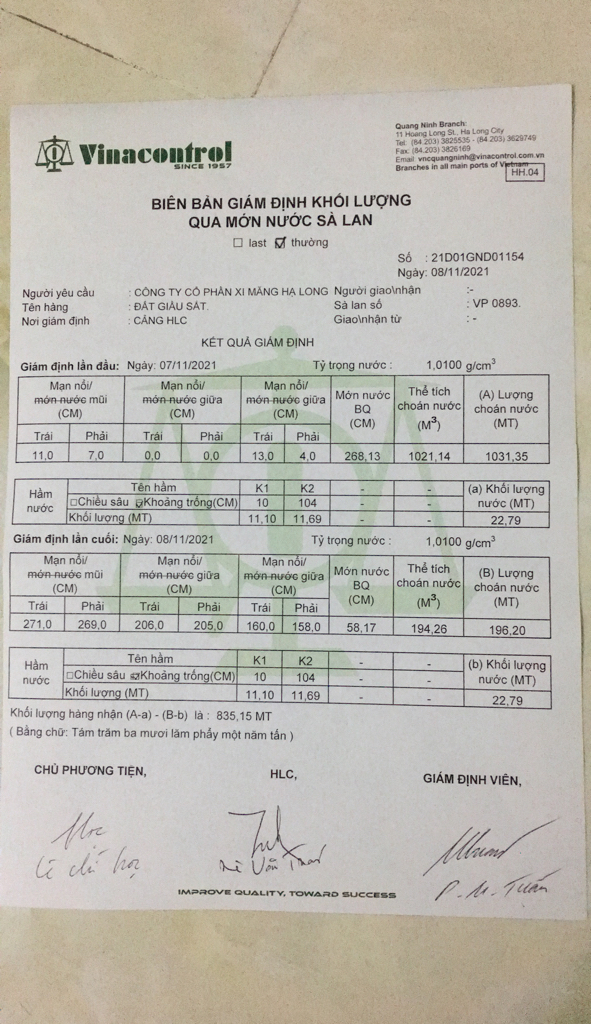 Vinacontrol
SINCE 1957
Quang Ninh Branch:
11 Hoang Long St., Ha Long City
Tel: (84.203) 3825535 - (84.203) 3629749
Fax: (84.203) 3826169
Email: vncquangninh@vinacontrol.com.vn
Branches in all main ports of Vietnam
HH.04
BIÊN BẢN GIÁM ĐỊNH KHỐI LƯỢNG
QUA MỚN NƯỚC SÀ LAN
☐ last ☑ thường
Số : 21D01GND01154
Ngày: 08/11/2021
Người yêu cầu : CÔNG TY CỔ PHẦN XI MĂNG HẠ LONG Người giao\nhận :-
Tên hàng : ĐẤT GIÀU SẮT. Sà lan số : VP 0893.
Nơi giám định : CẢNG HLC Giao\nhận từ : -
KẾT QUẢ GIÁM ĐỊNH
Giám định lần đầu: Ngày: 07/11/2021 Tỷ trọng nước : 1,0100 g/cm³
Mạn nổi/ mớn nước mũi (CM) Mạn nổi/ mớn nước giữa (CM) Mạn nổi/ mớn nước giữa (CM) Mớn nước BQ (CM) Thể tích choán nước (M³) (A) Lượng choán nước (MT)
Trái Phải Trái Phải Trái Phải
11,0 7,0 0,0 0,0 13,0 4,0 268,13 1021,14 1031,35
Hầm nước Tên hầm K1 K2 - - (a) Khối lượng nước (MT)
☐Chiều sâu ☑Khoảng trống(CM) 10 104 - -
Khối lượng (MT) 11,10 11,69 - - 22,79
Giám định lần cuối: Ngày: 08/11/2021 Tỷ trọng nước : 1,0100 g/cm³
Mạn nổi/ mớn nước mũi (CM) Mạn nổi/ mớn nước giữa (CM) Mạn nổi/ mớn nước giữa (CM) Mớn nước BQ (CM) Thể tích choán nước (M³) (B) Lượng choán nước (MT)
Trái Phải Trái Phải Trái Phải
271,0 269,0 206,0 205,0 160,0 158,0 58,17 194,26 196,20
Hầm nước Tên hầm K1 K2 - - (b) Khối lượng nước (MT)
☐Chiều sâu ☑Khoảng trống(CM) 10 104 - -
Khối lượng (MT) 11,10 11,69 - - 22,79
Khối lượng hàng nhận (A-a) - (B-b) là : 835,15 MT
( Bằng chữ: Tám trăm ba mươi lăm phẩy một năm tấn )
CHỦ PHƯƠNG TIỆN, HLC, GIÁM ĐỊNH VIÊN,
P. M. Tuấn
IMPROVE QUALITY, TOWARD SUCCESS